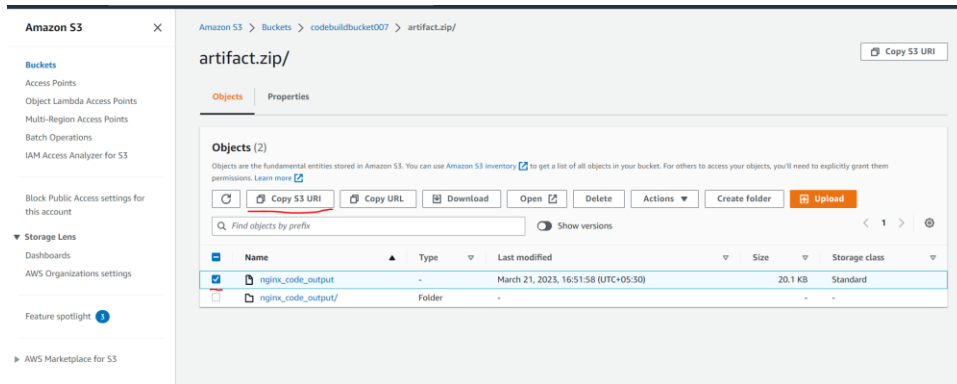 Amazon S3
Buckets
Access Points
Object Lambda Access Points
Multi-Region Access Points
Batch Operations
IAM Access Analyzer for S3
Block Public Access settings for
this account
Storage Lens
Dashboards
AWS Organizations settings
Feature spotlight 3
AWS Marketplace for S3
Amazon S3 > Buckets > codebuildbucket007 > artifact.zip/
artifact.zip/
Copy S3 URI
Objects Properties
Objects (2)
Objects are the fundamental entities stored in Amazon S3. You can use Amazon S3 inventory to get a list of all objects in your bucket. For others to access your objects, you'll need to explicitly grant them
permissions. Learn more
Copy S3 URI Copy URL Download Open Delete Actions Create folder Upload
Find objects by prefix Show versions < 1 >
Name Type Last modified Size Storage class
nginx_code_output - March 21, 2023, 16:51:58 (UTC+05:30) 20.1 KB Standard
nginx_code_output/ Folder - - -